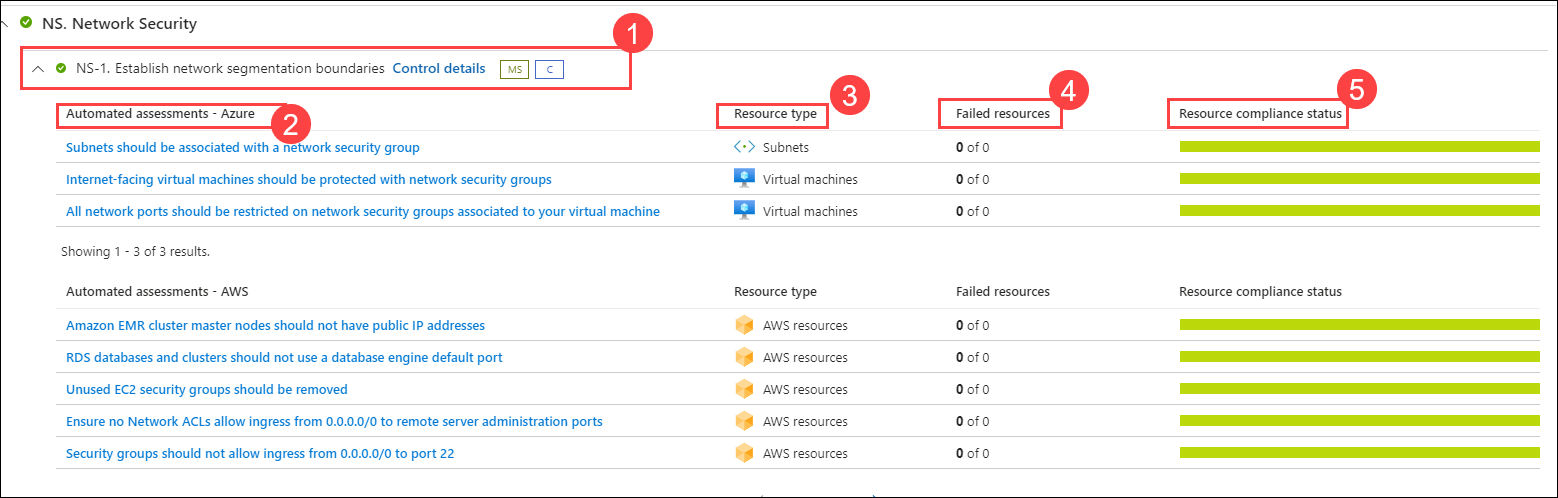 NS. Network Security
1
NS-1. Establish network segmentation boundaries Control details MS C
Automated assessments - Azure 2 Resource type 3 Failed resources 4 Resource compliance status 5
Subnets should be associated with a network security group Subnets 0 of 0
Internet-facing virtual machines should be protected with network security groups Virtual machines 0 of 0
All network ports should be restricted on network security groups associated to your virtual machine Virtual machines 0 of 0
Showing 1 - 3 of 3 results.
Automated assessments - AWS Resource type Failed resources Resource compliance status
Amazon EMR cluster master nodes should not have public IP addresses AWS resources 0 of 0
RDS databases and clusters should not use a database engine default port AWS resources 0 of 0
Unused EC2 security groups should be removed AWS resources 0 of 0
Ensure no Network ACLs allow ingress from 0.0.0.0/0 to remote server administration ports AWS resources 0 of 0
Security groups should not allow ingress from 0.0.0.0/0 to port 22 AWS resources 0 of 0